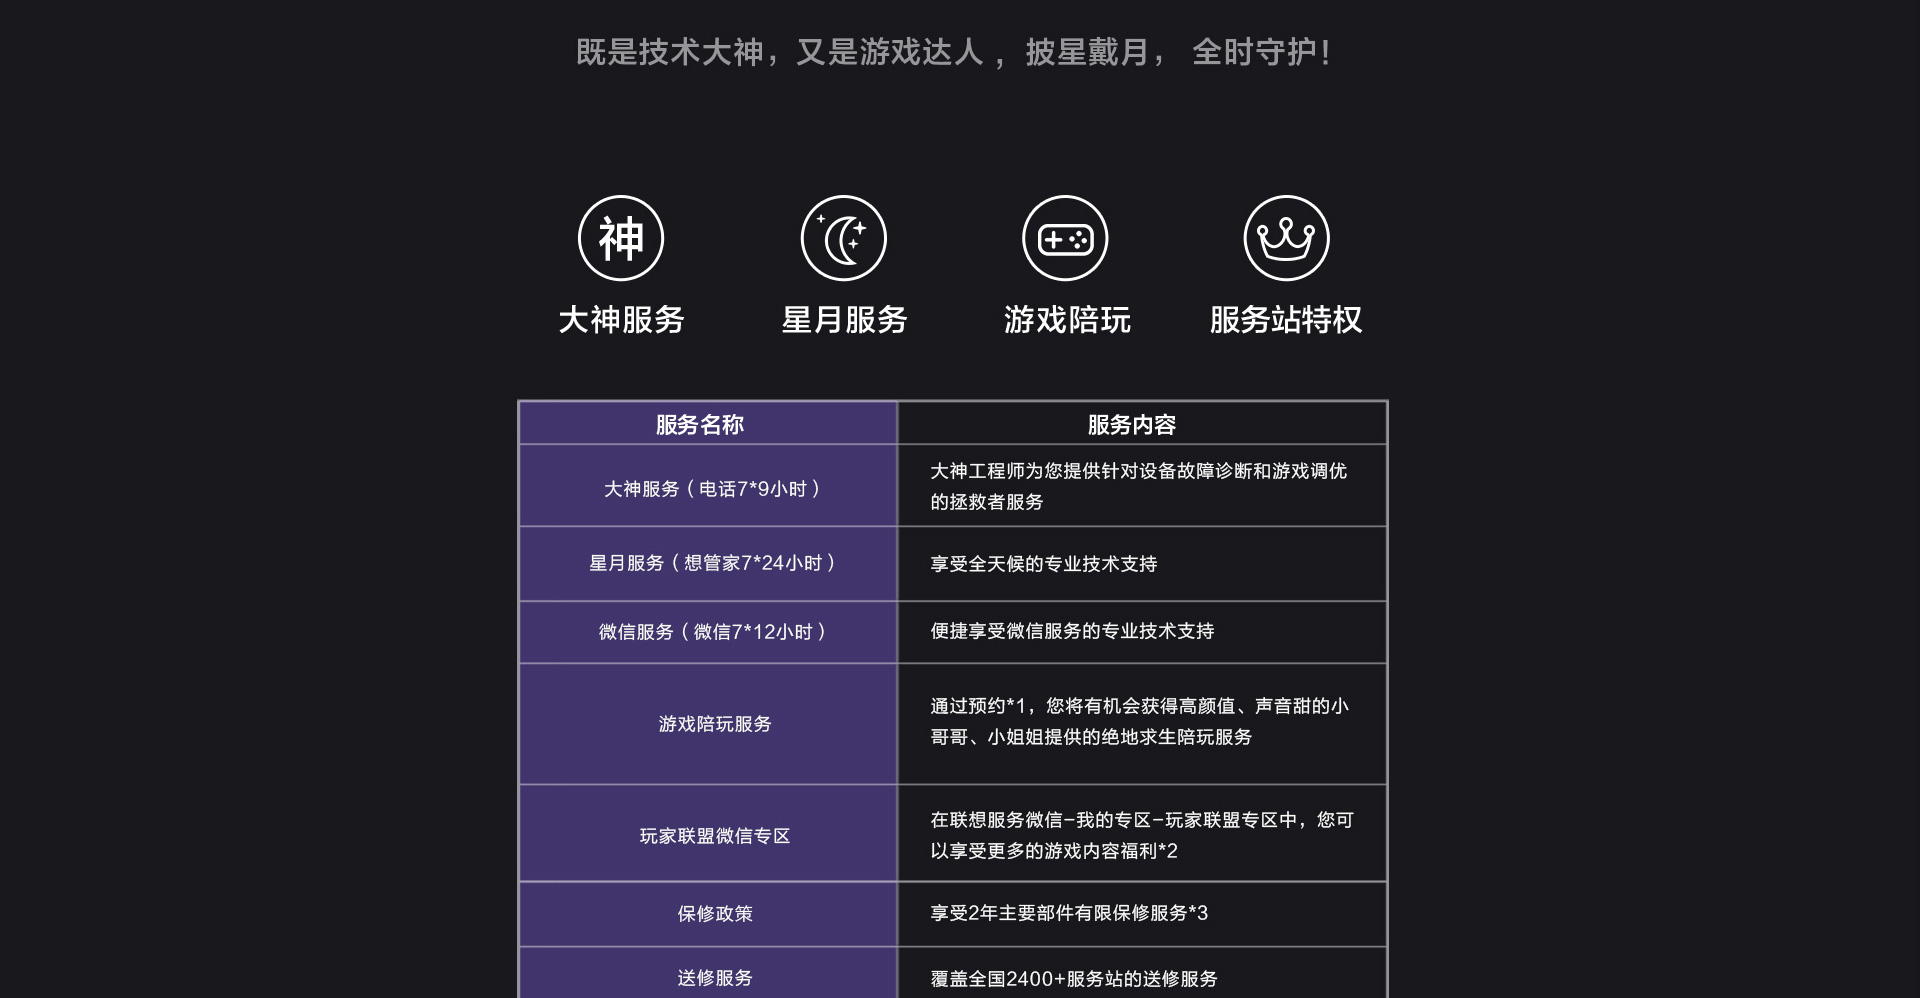 既是技术大神，又是游戏达人 ，披星戴月， 全时守护！
神
大神服务
星月服务
游戏陪玩
服务站特权
服务名称
服务内容
大神服务（电话7*9小时）
大神工程师为您提供针对设备故障诊断和游戏调优
的拯救者服务
星月服务（想管家7*24小时）
享受全天候的专业技术支持
微信服务（微信7*12小时）
便捷享受微信服务的专业技术支持
游戏陪玩服务
通过预约*1，您将有机会获得高颜值、声音甜的小
哥哥、小姐姐提供的绝地求生陪玩服务
玩家联盟微信专区
在联想服务微信–我的专区–玩家联盟专区中，您可
以享受更多的游戏内容福利*2
保修政策
享受2年主要部件有限保修服务*3
送修服务
覆盖全国2400+服务站的送修服务